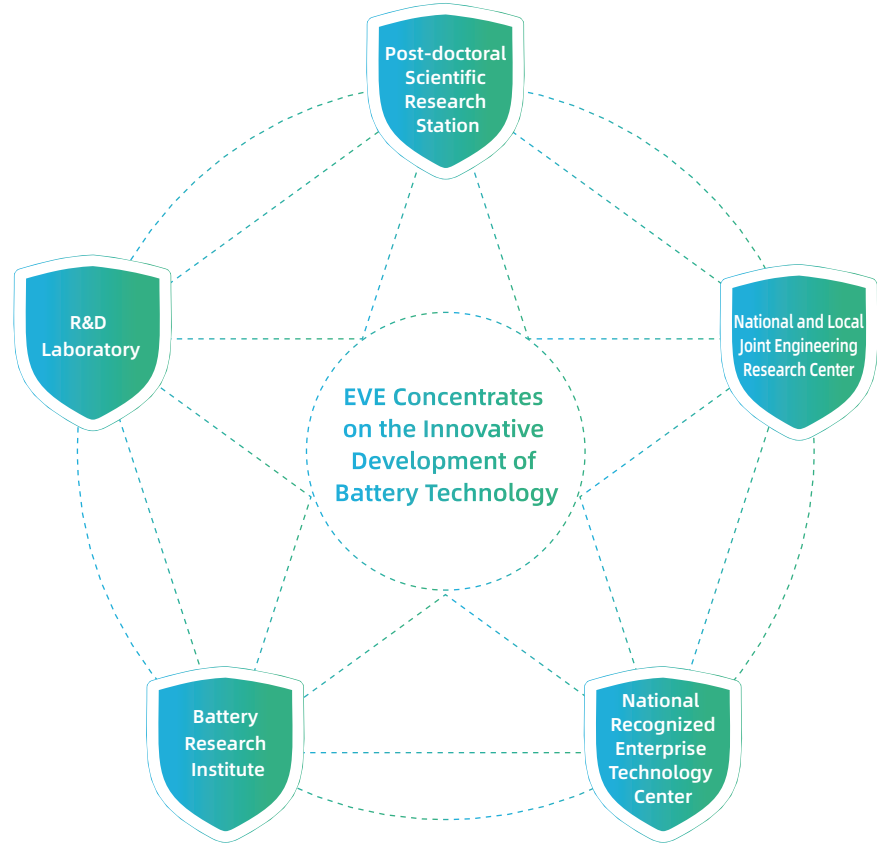 Post-doctoral
Scientific
Research
Station
R&D
Laboratory
National and Local
Joint Engineering
Research Center
EVE Concentrates
on the Innovative
Development of
Battery Technology
Battery
Research
Institute
National
Recognized
Enterprise
Technology
Center